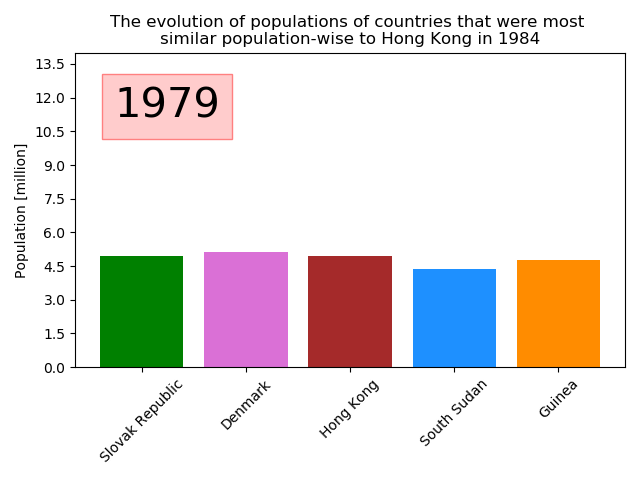 The evolution of populations of countries that were most
similar population-wise to Hong Kong in 1984
1979
Population [million]
13.5
12.0
10.5
9.0
7.5
6.0
4.5
3.0
1.5
0.0
Slovak Republic
Denmark
Hong Kong
South Sudan
Guinea